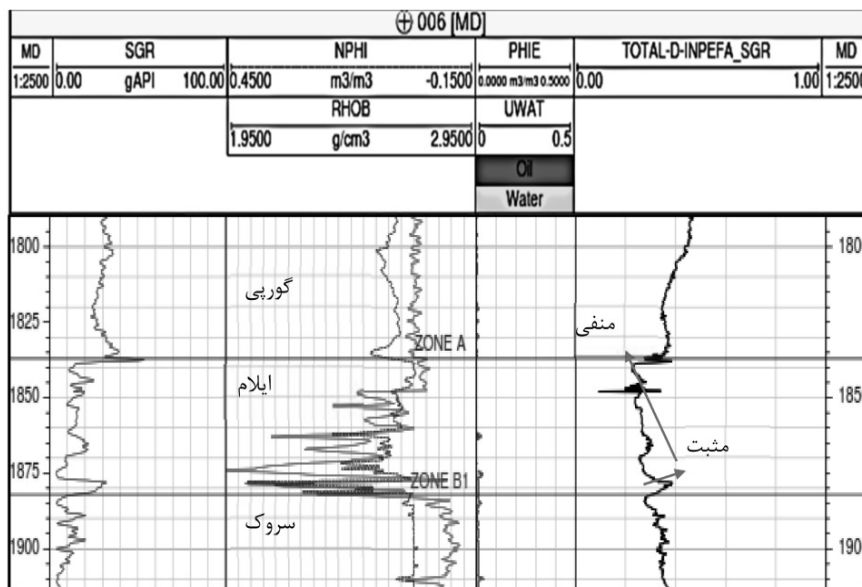 006 [MD]
MD SGR NPHI PHIE TOTAL-D-INPEFA_SGR MD
1:2500 0.00 gAPI 100.00 0.4500 m3/m3 -0.1500 0.0000 m3/m3 0.5000 0.00 1.00 1:2500
RHOB UWAT
1.9500 g/cm3 2.9500 0 0.5
Oil
Water
1800 180
گورپی
1825
منفی
ZONE A
ایلام
1850 185
مثبت
1875
ZONE B1
سروک
1900 190